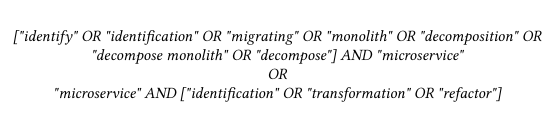 ["identify" OR "identification" OR "migrating" OR "monolith" OR "decomposition" OR
"decompose monolith" OR "decompose"] AND "microservice"
OR
"microservice" AND ["identification" OR "transformation" OR "refactor"]